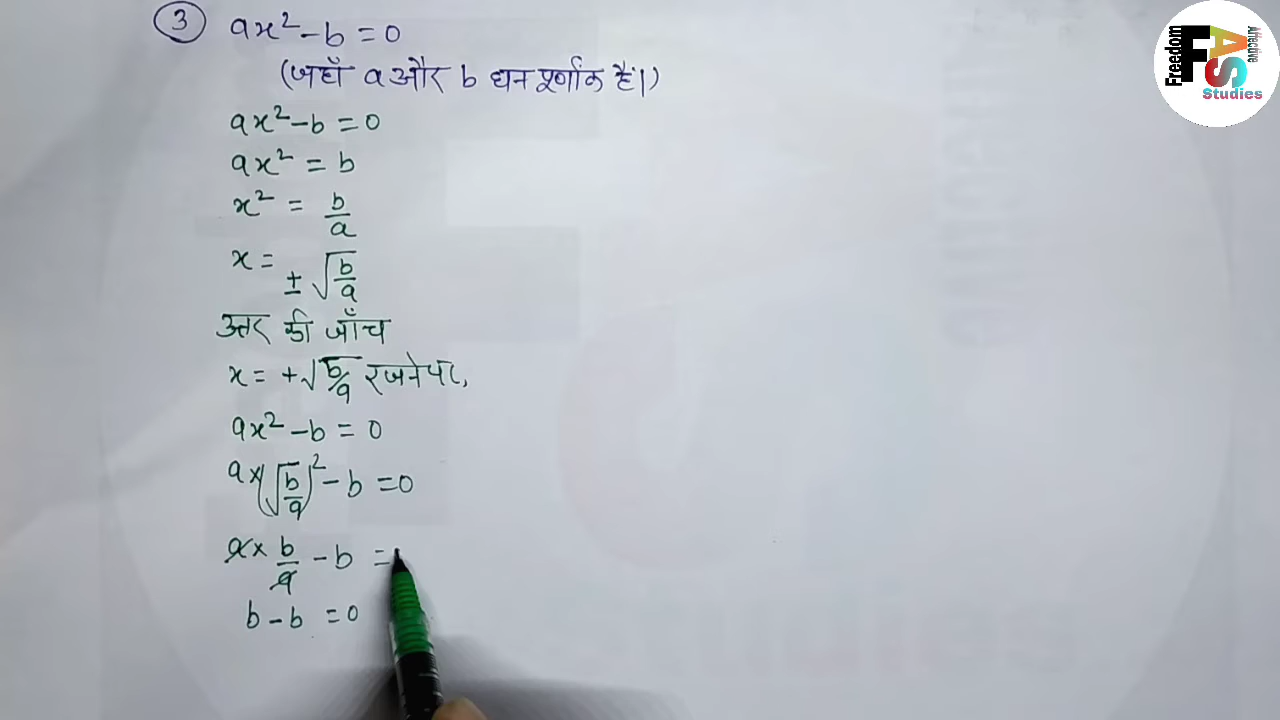 ③ ax² - b = 0
(जहाँ a और b धन पूर्णांक हैं।)
ax² - b = 0
ax² = b
x² = b/a
x = ± √(b/a)
उत्तर की जाँच
x = +√(b/a) रखने पर,
ax² - b = 0
a × (√(b/a))² - b = 0
a × b/a - b =
b - b = 0
Freedom
FAS
Affective
Studies